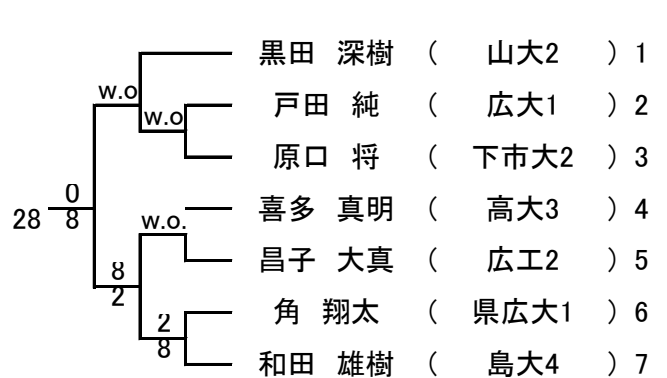 黒田 深樹 ( 山大2 ) 1
w.o
戸田 純 ( 広大1 ) 2
w.o
原口 将 ( 下市大2 ) 3
0
喜多 真明 ( 高大3 ) 4
28
8
w.o.
昌子 大真 ( 広工2 ) 5
8
2
角 翔太 ( 県広大1 ) 6
2
8
和田 雄樹 ( 島大4 ) 7